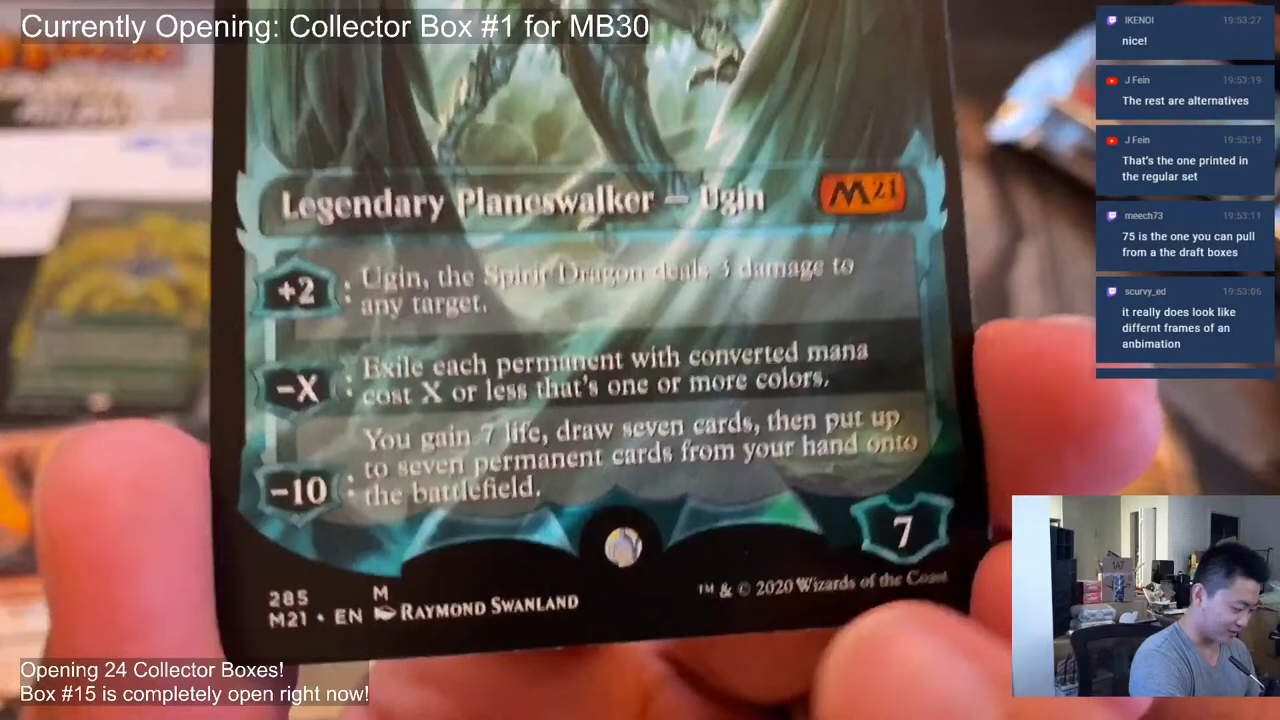 Currently Opening: Collector Box #1 for MB30
Legendary Planeswalker — Ugin
M21
+2 : Ugin, the Spirit Dragon deals 3 damage to
any target.
-X : Exile each permanent with converted mana
cost X or less that's one or more colors.
You gain 7 life, draw seven cards, then put up
to seven permanent cards from your hand onto
-10 : the battlefield.
7
285 M
M21 • EN RAYMOND SWANLAND
™ & © 2020 Wizards of the Coast
IKENOI 19:53:27
nice!
J Fein 19:53:19
The rest are alternatives
J Fein 19:53:19
That's the one printed in
the regular set
meech73 19:53:11
75 is the one you can pull
from a the draft boxes
scurvy_ed 19:53:06
it really does look like
differnt frames of an
anbimation
Opening 24 Collector Boxes!
Box #15 is completely open right now!